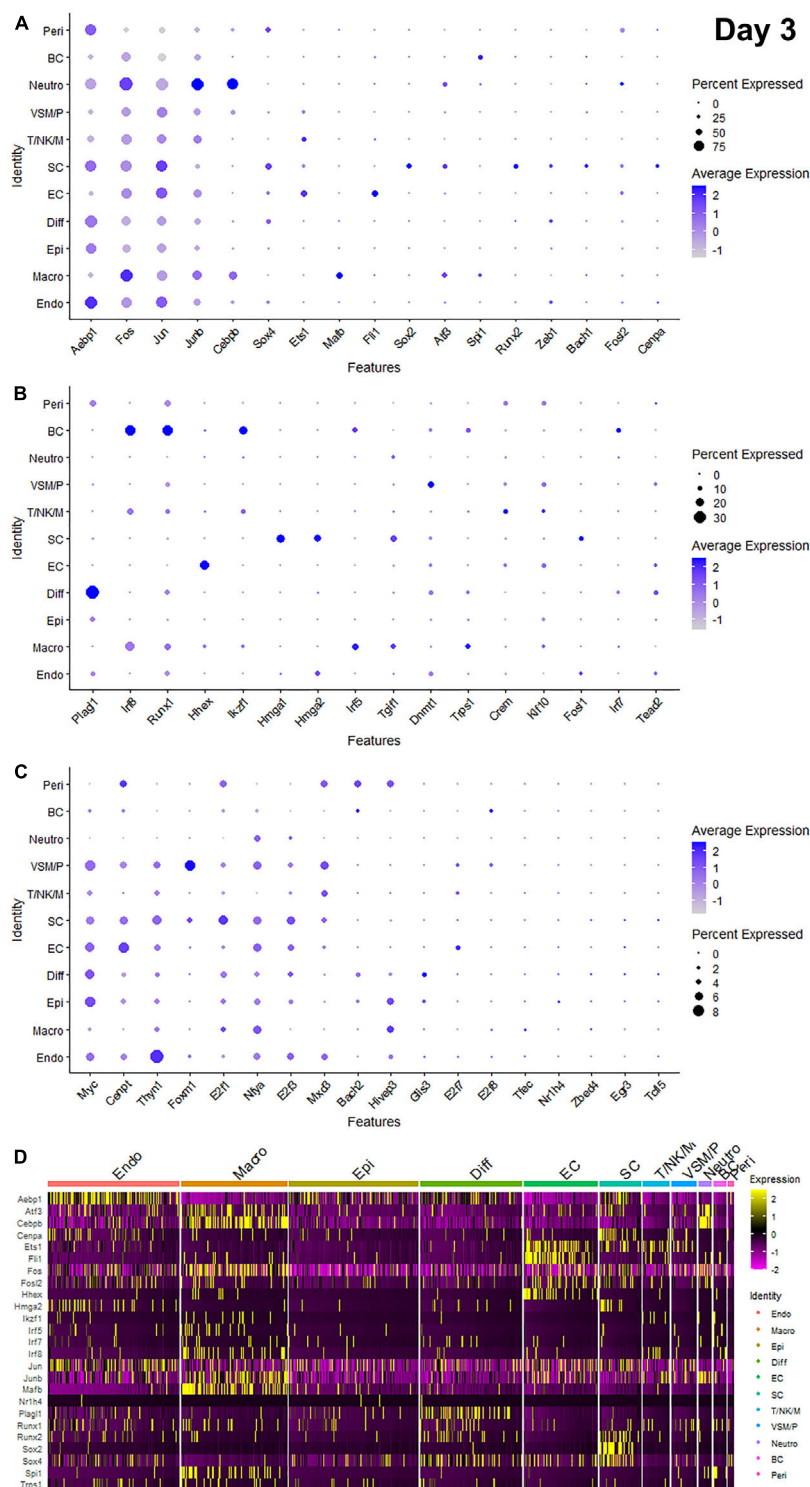 A
Day 3
Peri
BC
Neutro
VSM/P
T/NK/M
SC
EC
Diff
Epi
Macro
Endo
Identity
Aebp1 Fos Jun Junb Cebpb Sox4 Ets1 Mafb Fli1 Sox2 Atf3 Spi1 Runx2 Zeb1 Bach1 Fosl2 Cenpa
Features
Percent Expressed
0
25
50
75
Average Expression
2
1
0
-1
B
Peri
BC
Neutro
VSM/P
T/NK/M
SC
EC
Diff
Epi
Macro
Endo
Identity
Plagl1 Irf8 Runx1 Hhex Ikzf1 Hmga1 Hmga2 Irf5 Tgif1 Dnmt1 Trps1 Crem Klf10 Fosl1 Irf7 Tead2
Features
Percent Expressed
0
10
20
30
Average Expression
2
1
0
-1
C
Peri
BC
Neutro
VSM/P
T/NK/M
SC
EC
Diff
Epi
Macro
Endo
Identity
Myc Cenpt Thyn1 Foxm1 E2f1 Nfya E2f3 Mxd3 Bach2 Hivep3 Glis3 E2f7 E2f8 Tfec Nr1h4 Zbed4 Egr3 Tcf15
Features
Average Expression
2
1
0
-1
Percent Expressed
0
2
4
6
8
D
Endo Macro Epi Diff EC SC T/NK/M VSM/P Neutro BC Peri
Aebp1
Atf3
Cebpb
Cenpa
Ets1
Fli1
Fos
Fosl2
Hhex
Hmga2
Ikzf1
Irf5
Irf7
Irf8
Jun
Junb
Mafb
Nr1h4
Plagl1
Runx1
Runx2
Sox2
Sox4
Spi1
Trps1
Expression
2
1
0
-1
-2
Identity
Endo
Macro
Epi
Diff
EC
SC
T/NK/M
VSM/P
Neutro
BC
Peri